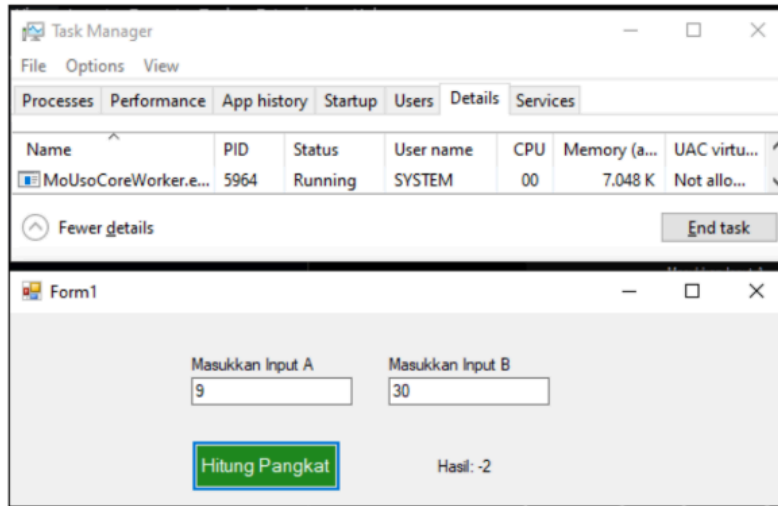 Task Manager
File Options View
Processes Performance App history Startup Users Details Services
Name PID Status User name CPU Memory (a... UAC virtu...
MoUsoCoreWorker.e... 5964 Running SYSTEM 00 7.048 K Not allo...
Fewer details End task
Form1
Masukkan Input A Masukkan Input B
9 30
Hitung Pangkat Hasil: -2